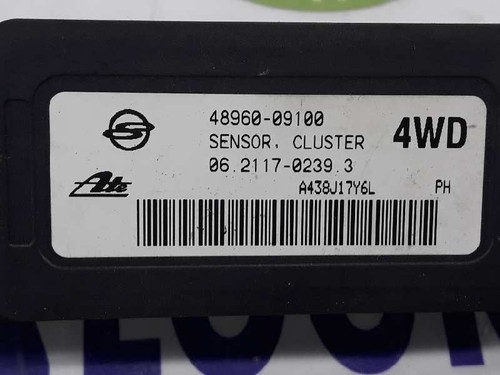 48960-09100
SENSOR, CLUSTER
4WD
06.2117-0239.3
Ate
A438J17Y6L PH